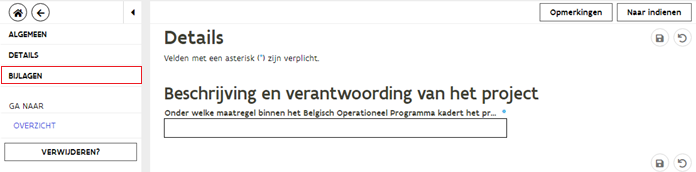 Opmerkingen
Naar indienen
ALGEMEEN
DETAILS
BIJLAGEN
GA NAAR
OVERZICHT
VERWIJDEREN?
Details
Velden met een asterisk (*) zijn verplicht.
Beschrijving en verantwoording van het project
Onder welke maatregel binnen het Belgisch Operationeel Programma kadert het pr... *